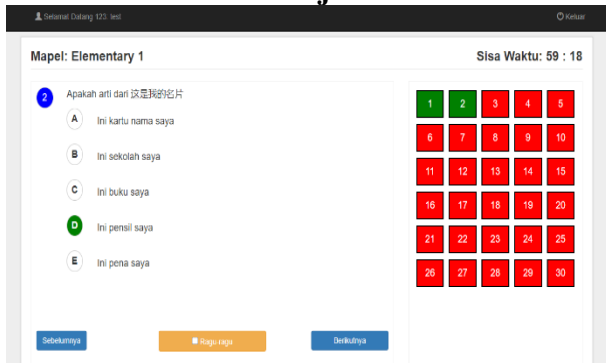 Selamat Datang 123. test
Keluar
Mapel: Elementary 1
Sisa Waktu: 59 : 18
2
Apakah arti dari 这是我的名片
A Ini kartu nama saya
B Ini sekolah saya
C Ini buku saya
D Ini pensil saya
E Ini pena saya
Sebelumnya
Ragu ragu
Berikutnya
1 2 3 4 5
6 7 8 9 10
11 12 13 14 15
16 17 18 19 20
21 22 23 24 25
26 27 28 29 30